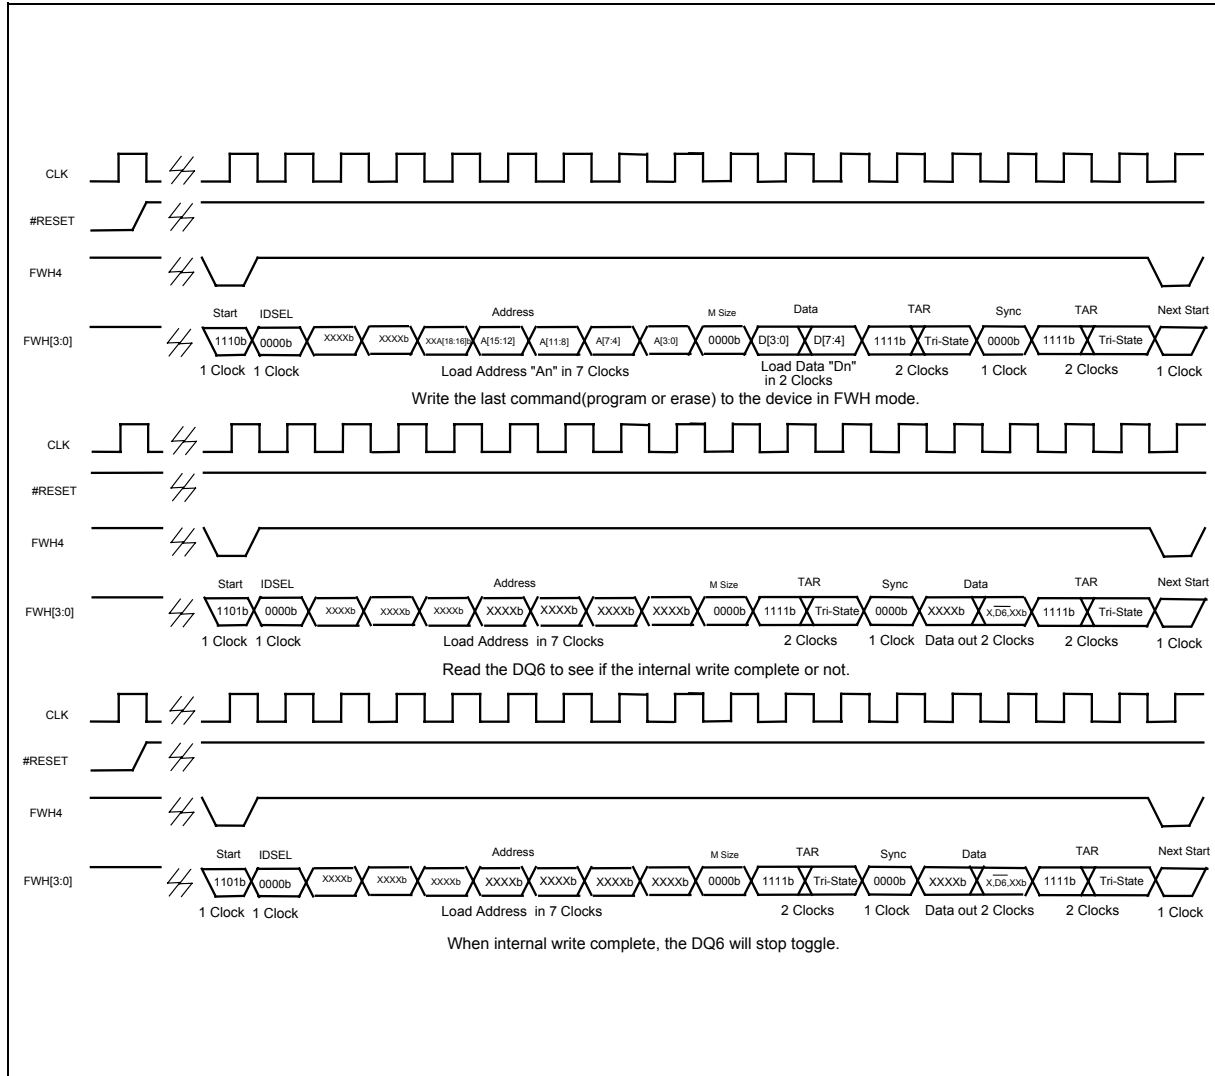 CLK
#RESET
FWH4
Start IDSEL Address M Size Data TAR Sync TAR Next Start
FWH[3:0] 1110b 0000b XXXXb XXXXb XXA[18:16]b A[15:12] A[11:8] A[7:4] A[3:0] 0000b D[3:0] D[7:4] 1111b Tri-State 0000b 1111b Tri-State
1 Clock 1 Clock Load Address "An" in 7 Clocks Load Data "Dn" 2 Clocks 1 Clock 2 Clocks 1 Clock
in 2 Clocks
Write the last command(program or erase) to the device in FWH mode.
CLK
#RESET
FWH4
Start IDSEL Address M Size TAR Sync Data TAR Next Start
FWH[3:0] 1101b 0000b XXXXb XXXXb XXXXb XXXXb XXXXb XXXXb XXXXb 0000b 1111b Tri-State 0000b XXXXb X,D6,XXb 1111b Tri-State
1 Clock 1 Clock Load Address in 7 Clocks 2 Clocks 1 Clock Data out 2 Clocks 2 Clocks 1 Clock
Read the DQ6 to see if the internal write complete or not.
CLK
#RESET
FWH4
Start IDSEL Address M Size TAR Sync Data TAR Next Start
FWH[3:0] 1101b 0000b XXXXb XXXXb XXXXb XXXXb XXXXb XXXXb XXXXb 0000b 1111b Tri-State 0000b XXXXb X,D6,XXb 1111b Tri-State
1 Clock 1 Clock Load Address in 7 Clocks 2 Clocks 1 Clock Data out 2 Clocks 2 Clocks 1 Clock
When internal write complete, the DQ6 will stop toggle.